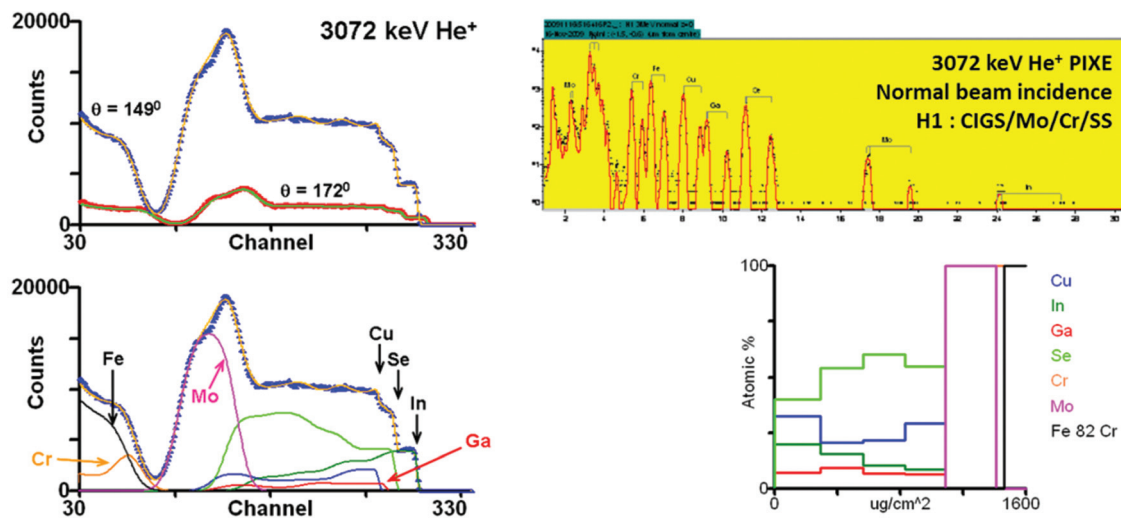 20000
3072 keV He+
Counts
θ = 149⁰
θ = 172⁰
0
30
Channel
330
3072 keV He+ PIXE
Normal beam incidence
H1 : CIGS/Mo/Cr/SS
Mo
Cr
Fe
Cu
Ga
Mo
In
2
4
6
8
10
12
14
16
18
20
22
24
26
28
30
20000
Counts
Fe
Mo
Cu
Se
In
Ga
Cr
0
30
Channel
330
100
Atomic %
0
0
ug/cm^2
1600
Cu
In
Ga
Se
Cr
Mo
Fe 82 Cr